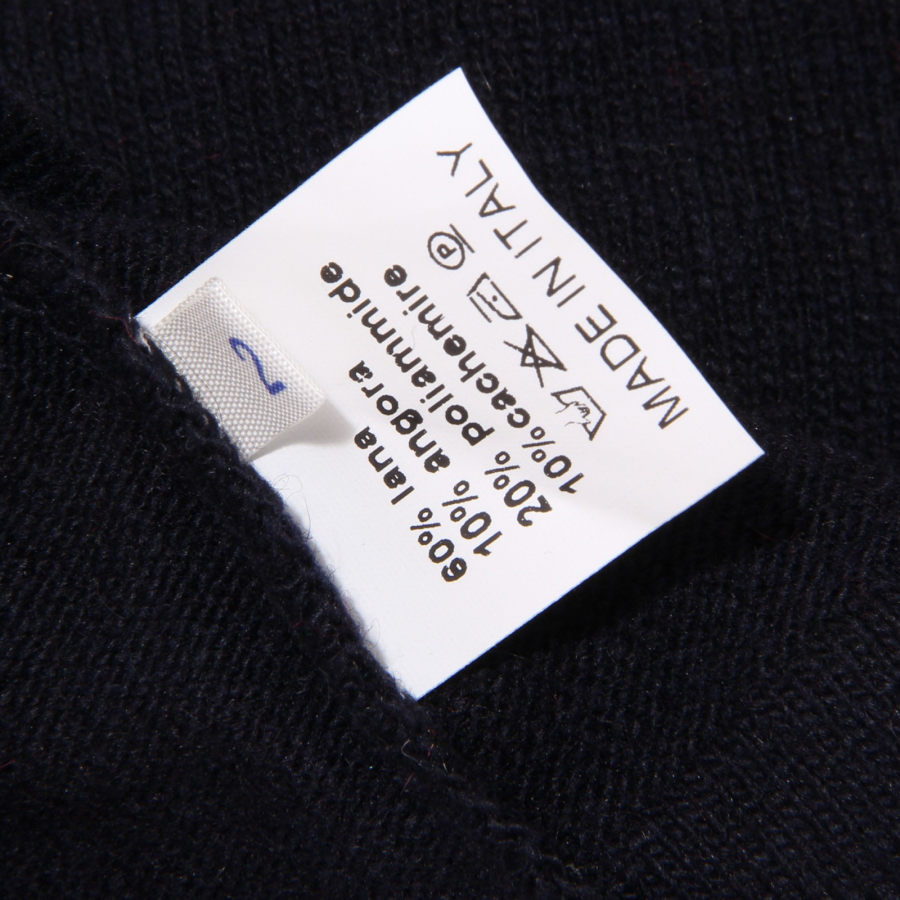 2
60% lana
10% angora
20% poliammide
10% cachemire
P
MADE IN ITALY